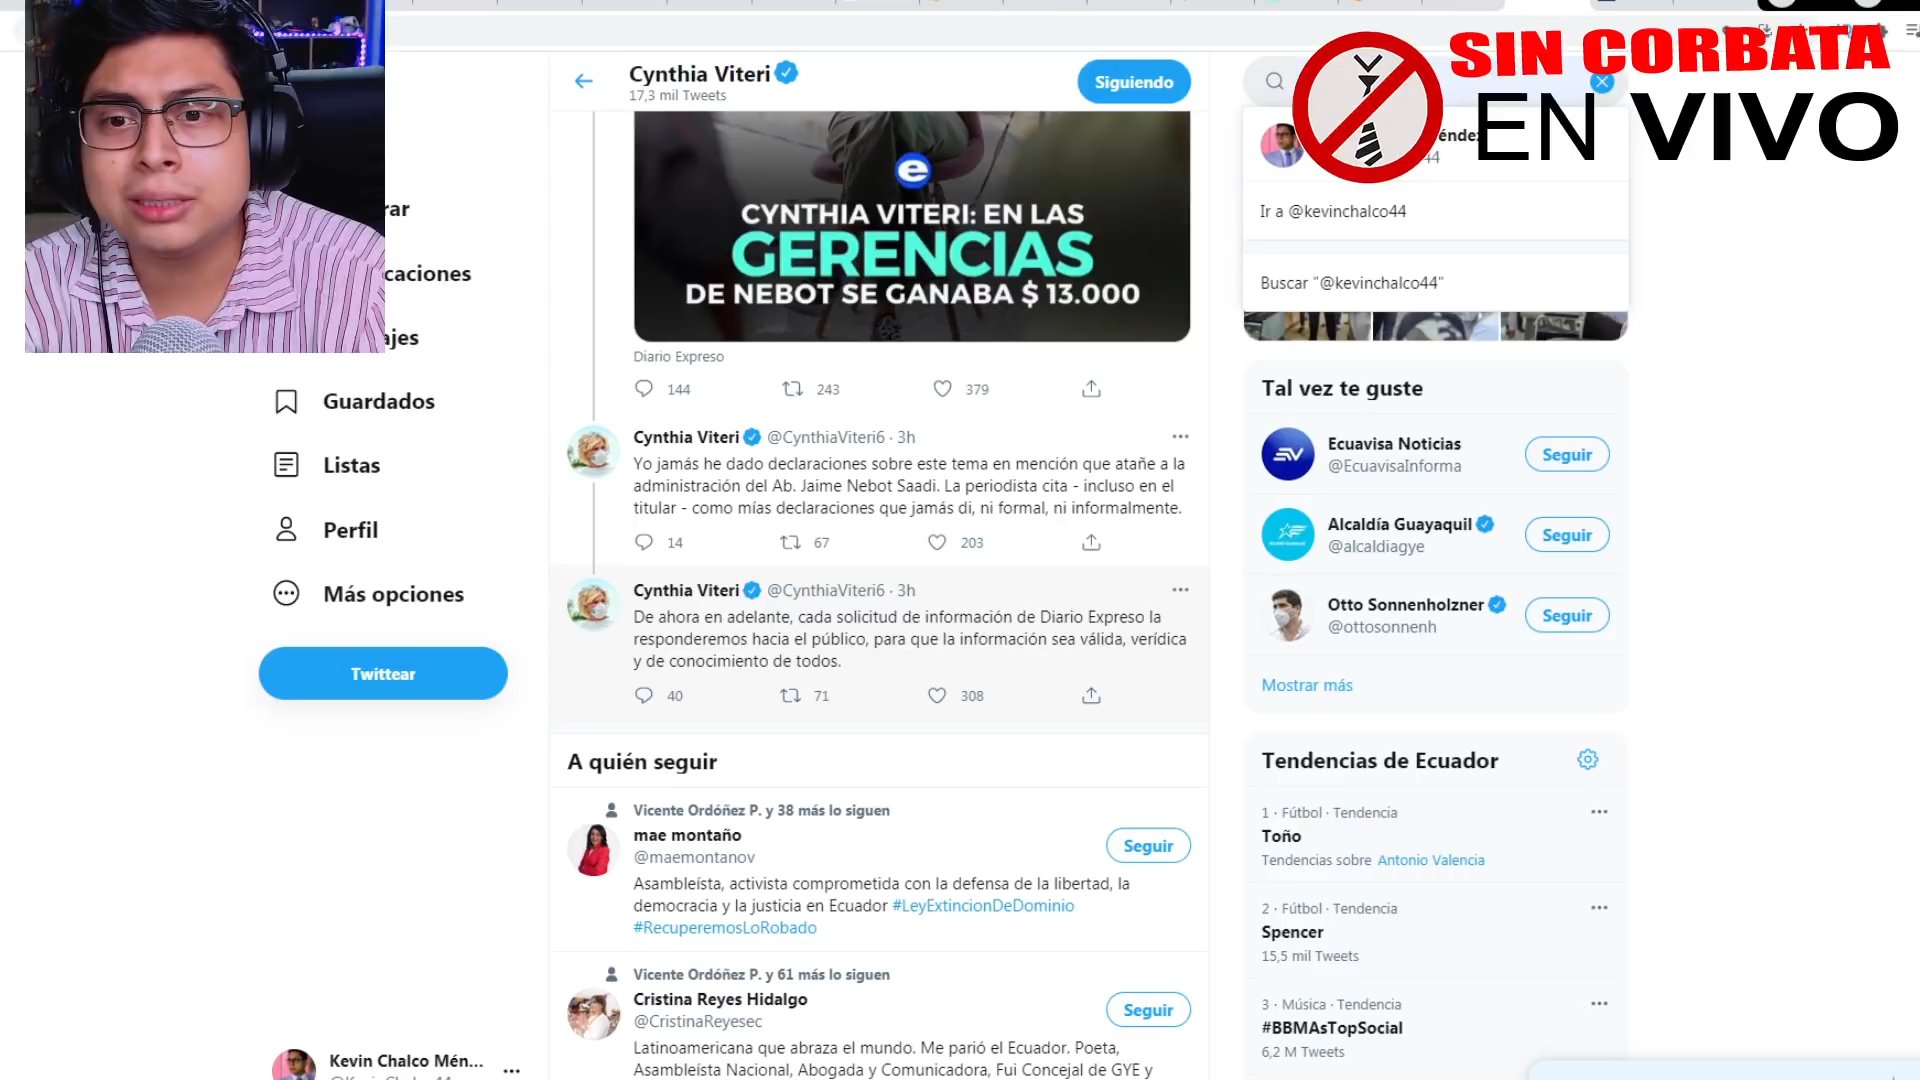 SIN CORBATA
EN VIVO
Cynthia Viteri
17,3 mil Tweets
Siguiendo
éndez
44
Ir a @kevinchalco44
Buscar "@kevinchalco44"
rar
caciones
ajes
Guardados
Listas
Perfil
Más opciones
Twittear
Kevin Chalco Mén...
e
CYNTHIA VITERI: EN LAS
GERENCIAS
DE NEBOT SE GANABA $ 13.000
Diario Expreso
144 243 379
Cynthia Viteri @CynthiaViteri6 · 3h
Yo jamás he dado declaraciones sobre este tema en mención que atañe a la
administración del Ab. Jaime Nebot Saadi. La periodista cita - incluso en el
titular - como mías declaraciones que jamás di, ni formal, ni informalmente.
14 67 203
Cynthia Viteri @CynthiaViteri6 · 3h
De ahora en adelante, cada solicitud de información de Diario Expreso la
responderemos hacia el público, para que la información sea válida, verídica
y de conocimiento de todos.
40 71 308
A quién seguir
Vicente Ordóñez P. y 38 más lo siguen
mae montaño
@maemontanov
Seguir
Asambleísta, activista comprometida con la defensa de la libertad, la
democracia y la justicia en Ecuador #LeyExtincionDeDominio
#RecuperemosLoRobado
Vicente Ordóñez P. y 61 más lo siguen
Cristina Reyes Hidalgo
@CristinaReyesec
Seguir
Latinoamericana que abraza el mundo. Me parió el Ecuador. Poeta,
Asambleísta Nacional, Abogada y Comunicadora, Fui Concejal de GYE y
Tal vez te guste
Ecuavisa Noticias
@EcuavisaInforma
Seguir
Alcaldía Guayaquil
@alcaldiagye
Seguir
Otto Sonnenholzner
@ottosonnenh
Seguir
Mostrar más
Tendencias de Ecuador
1 · Fútbol · Tendencia
Toño
Tendencias sobre Antonio Valencia
2 · Fútbol · Tendencia
Spencer
15,5 mil Tweets
3 · Música · Tendencia
#BBMAsTopSocial
6,2 M Tweets